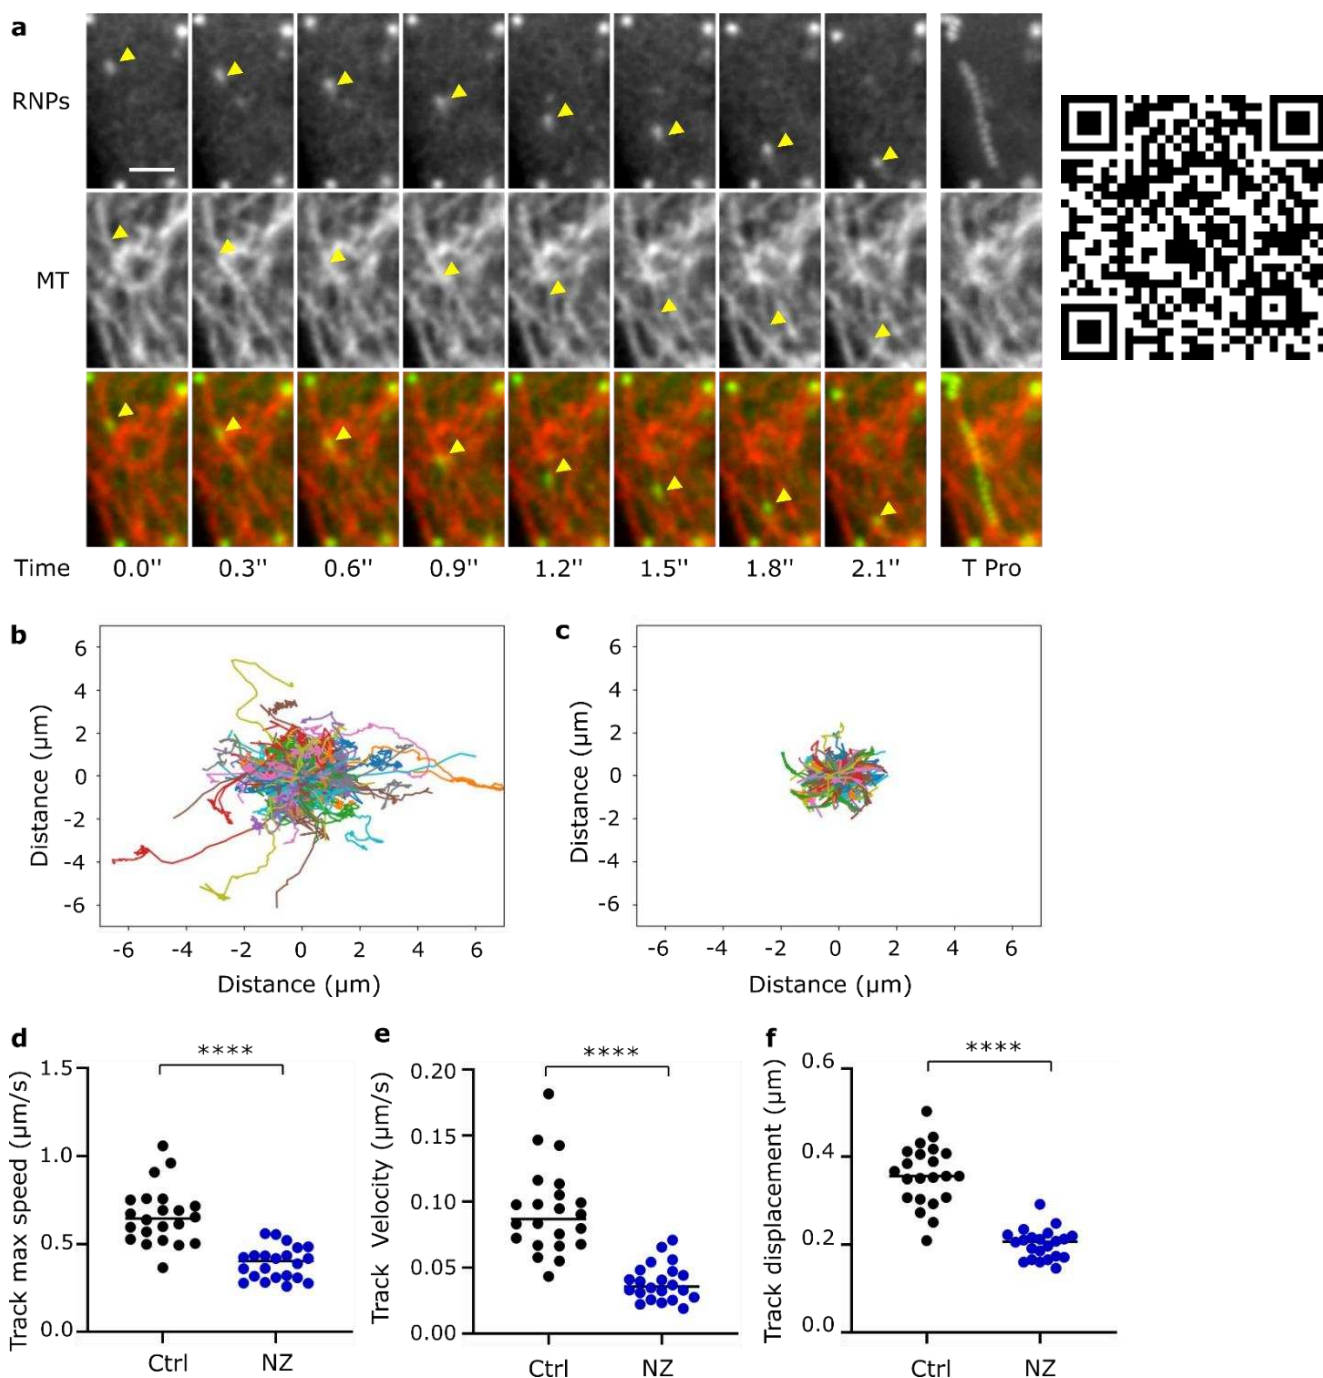 a
RNPs
MT
Time 0.0" 0.3" 0.6" 0.9" 1.2" 1.5" 1.8" 2.1" T Pro
b
6
4
2
0
-2
-4
-6
Distance (µm)
-6 -4 -2 0 2 4 6
Distance (µm)
c
6
4
2
0
-2
-4
-6
Distance (µm)
-6 -4 -2 0 2 4 6
Distance (µm)
d
****
1.5
1.0
0.5
0.0
Track max speed (µm/s)
Ctrl NZ
e
****
0.20
0.15
0.10
0.05
0.00
Track Velocity (µm/s)
Ctrl NZ
f
****
0.6
0.4
0.2
0.0
Track displacement (µm)
Ctrl NZ